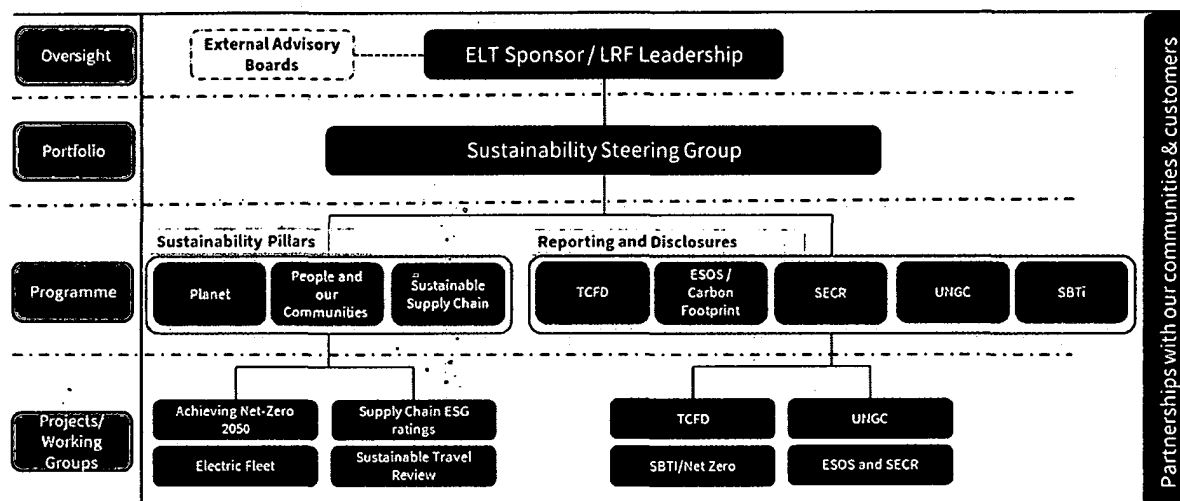 Oversight
External Advisory
Boards
ELT Sponsor / LRF Leadership
Portfolio
Sustainability Steering Group
Sustainability Pillars
Reporting and Disclosures
Programme
Planet
People and
our
Communities
Sustainable
Supply Chain
TCFD
ESOS /
Carbon
Footprint
SECR
UNGC
SBTi
Projects/
Working
Groups
Achieving Net-Zero
2050
Supply Chain ESG
ratings
Electric Fleet
Sustainable Travel
Review
TCFD
UNGC
SBTI/Net Zero
ESOS and SECR
Partnerships with our communities & customers